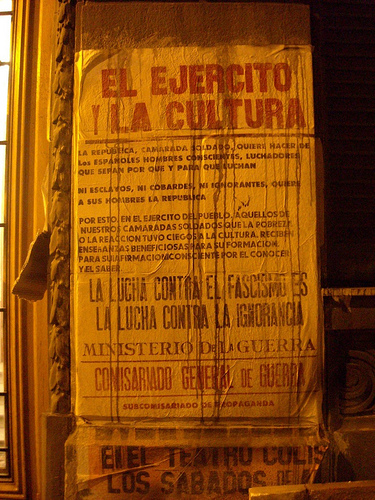 EL EJERCITO
Y LA CULTURA
LA REPUBLICA, CAMARADA SOLDADO, QUIERE HACER DE
LOS ESPAÑOLES HOMBRES CONSCIENTES, LUCHADORES
QUE SEPAN POR QUE Y PARA QUE LUCHAN
NI ESCLAVOS, NI COBARDES, NI IGNORANTES, QUIERE
A SUS HOMBRES LA REPUBLICA
POR ESTO, EN EL EJERCITO DEL PUEBLO, AQUELLOS DE
NUESTROS CAMARADAS SOLDADOS QUE LA POBREZA
O LA REACCION TUVO CIEGOS A LA CULTURA, RECIBEN
ENSEÑANZAS BENEFICIOSAS PARA SU FORMACION,
PARA SU AFIRMACION CONSCIENTE POR EL CONOCER
Y EL SABER
LA LUCHA CONTRA EL FASCISMO ES
LA LUCHA CONTRA LA IGNORANCIA
MINISTERIO DE LA GUERRA
COMISARIADO GENERAL DE GUERRA
SUBCOMISARIADO DE PROPAGANDA
EL TEATRO COLIS
LOS SABADOS DE